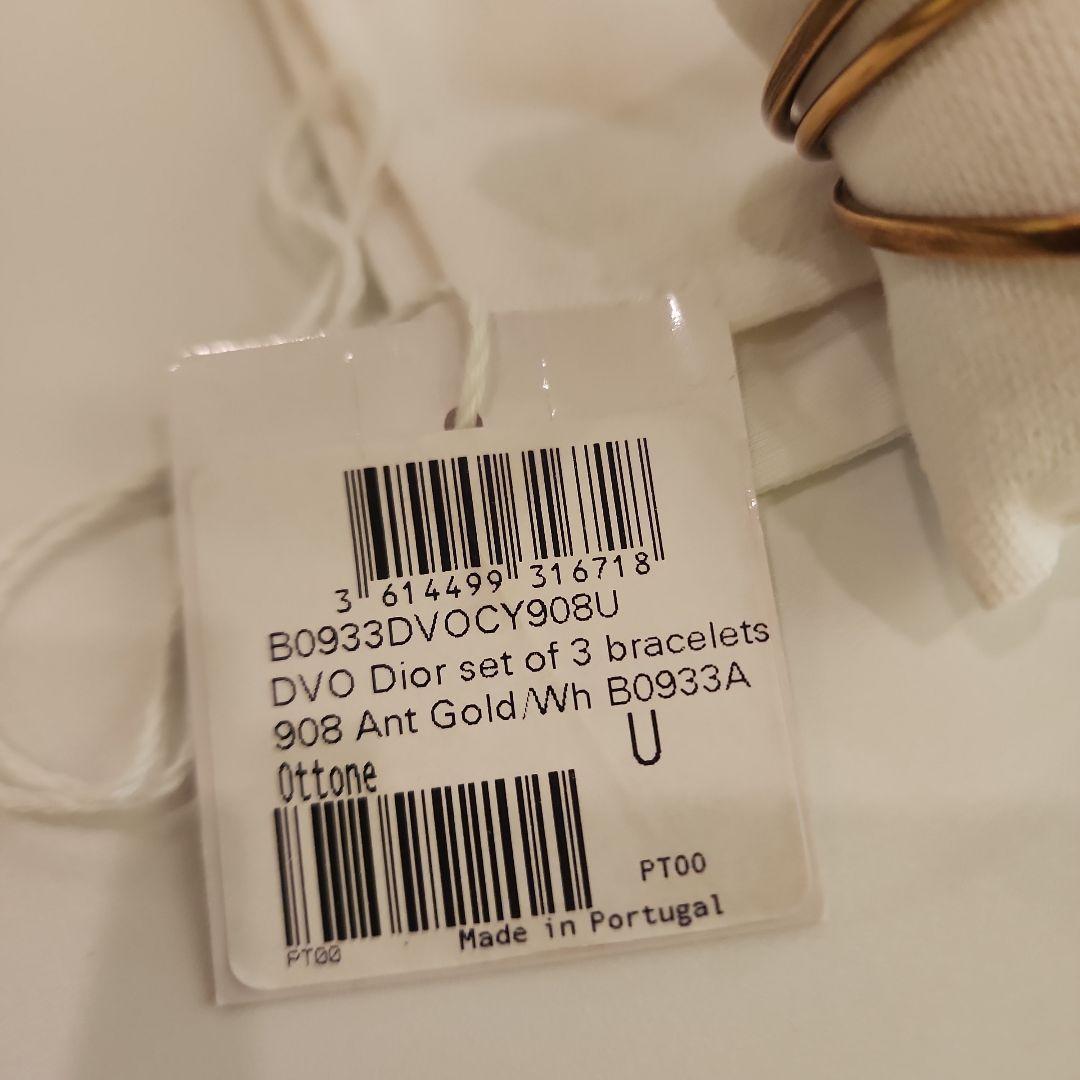 3 614499 316718
B0933DVOCY908U
DVO Dior set of 3 bracelets
908 Ant Gold/Wh B0933A
U
Ottone
PT00
Made in Portugal
PT00